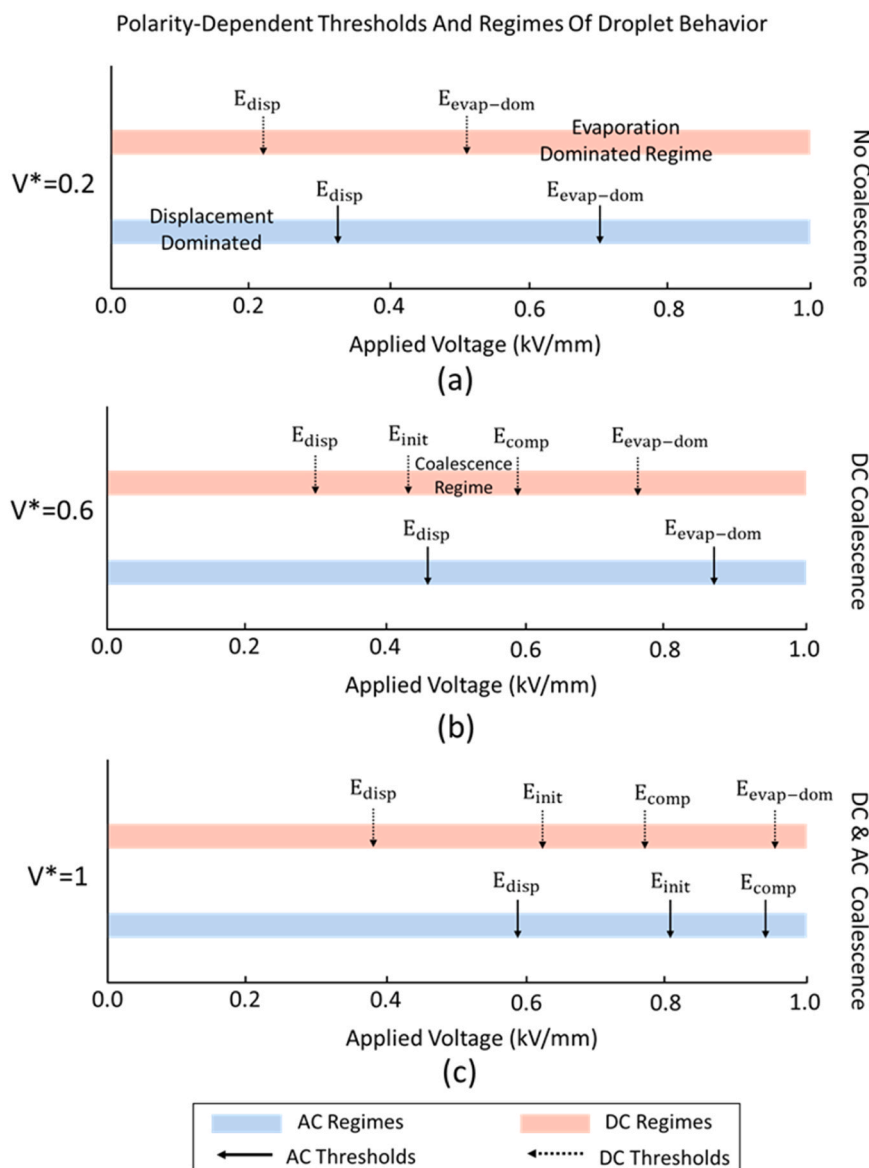 Polarity-Dependent Thresholds And Regimes Of Droplet Behavior
E_disp E_evap-dom
Evaporation
Dominated Regime
V*=0.2
E_disp E_evap-dom
Displacement
Dominated
No Coalescence
0.0 0.2 0.4 0.6 0.8 1.0
Applied Voltage (kV/mm)
(a)
E_disp E_init E_comp E_evap-dom
Coalescence
Regime
V*=0.6
E_disp E_evap-dom
DC Coalescence
0.0 0.2 0.4 0.6 0.8 1.0
Applied Voltage (kV/mm)
(b)
E_disp E_init E_comp E_evap-dom
V*=1
E_disp E_init E_comp
DC & AC Coalescence
0.0 0.2 0.4 0.6 0.8 1.0
Applied Voltage (kV/mm)
(c)
AC Regimes DC Regimes
AC Thresholds DC Thresholds